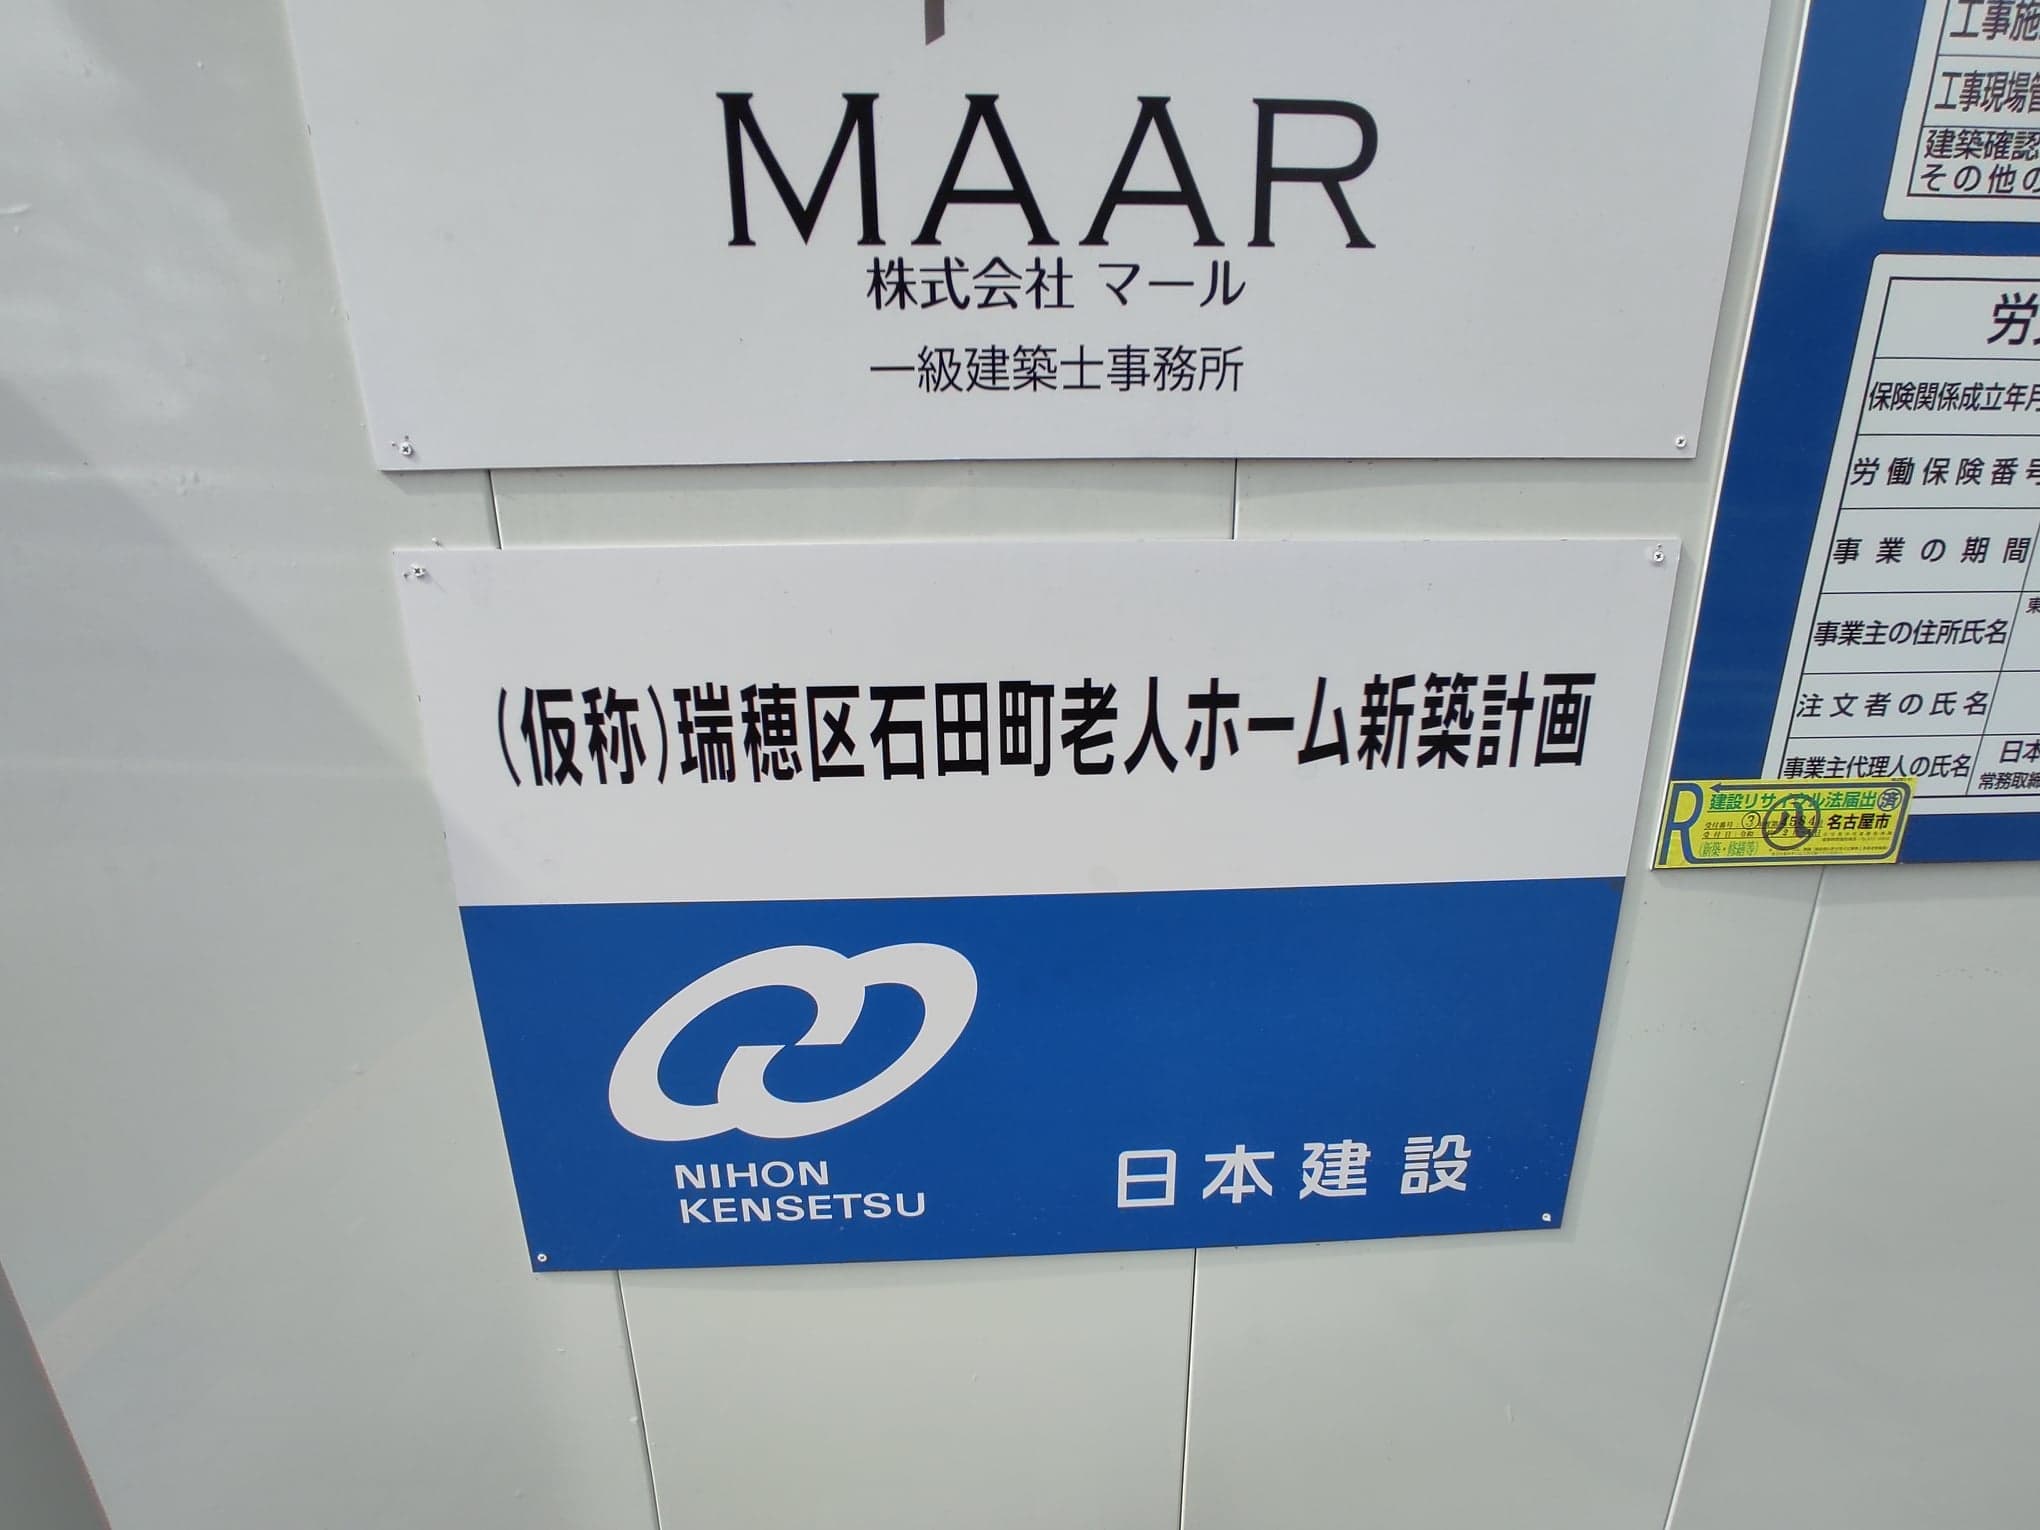 MAAR
株式会社 マール
一級建築士事務所
(仮称)瑞穂区石田町老人ホーム新築計画
NIHON
KENSETSU
日本建設
工事施
工事現場管
建築確認
その他の
労
保険関係成立年月
労働保険番号
事業の期間
事業主の住所氏名
東
注文者の氏名
事業主代理人の氏名
日本
常務取締
R
建設リサイクル法届出 済
名古屋市
(新築・修繕等)